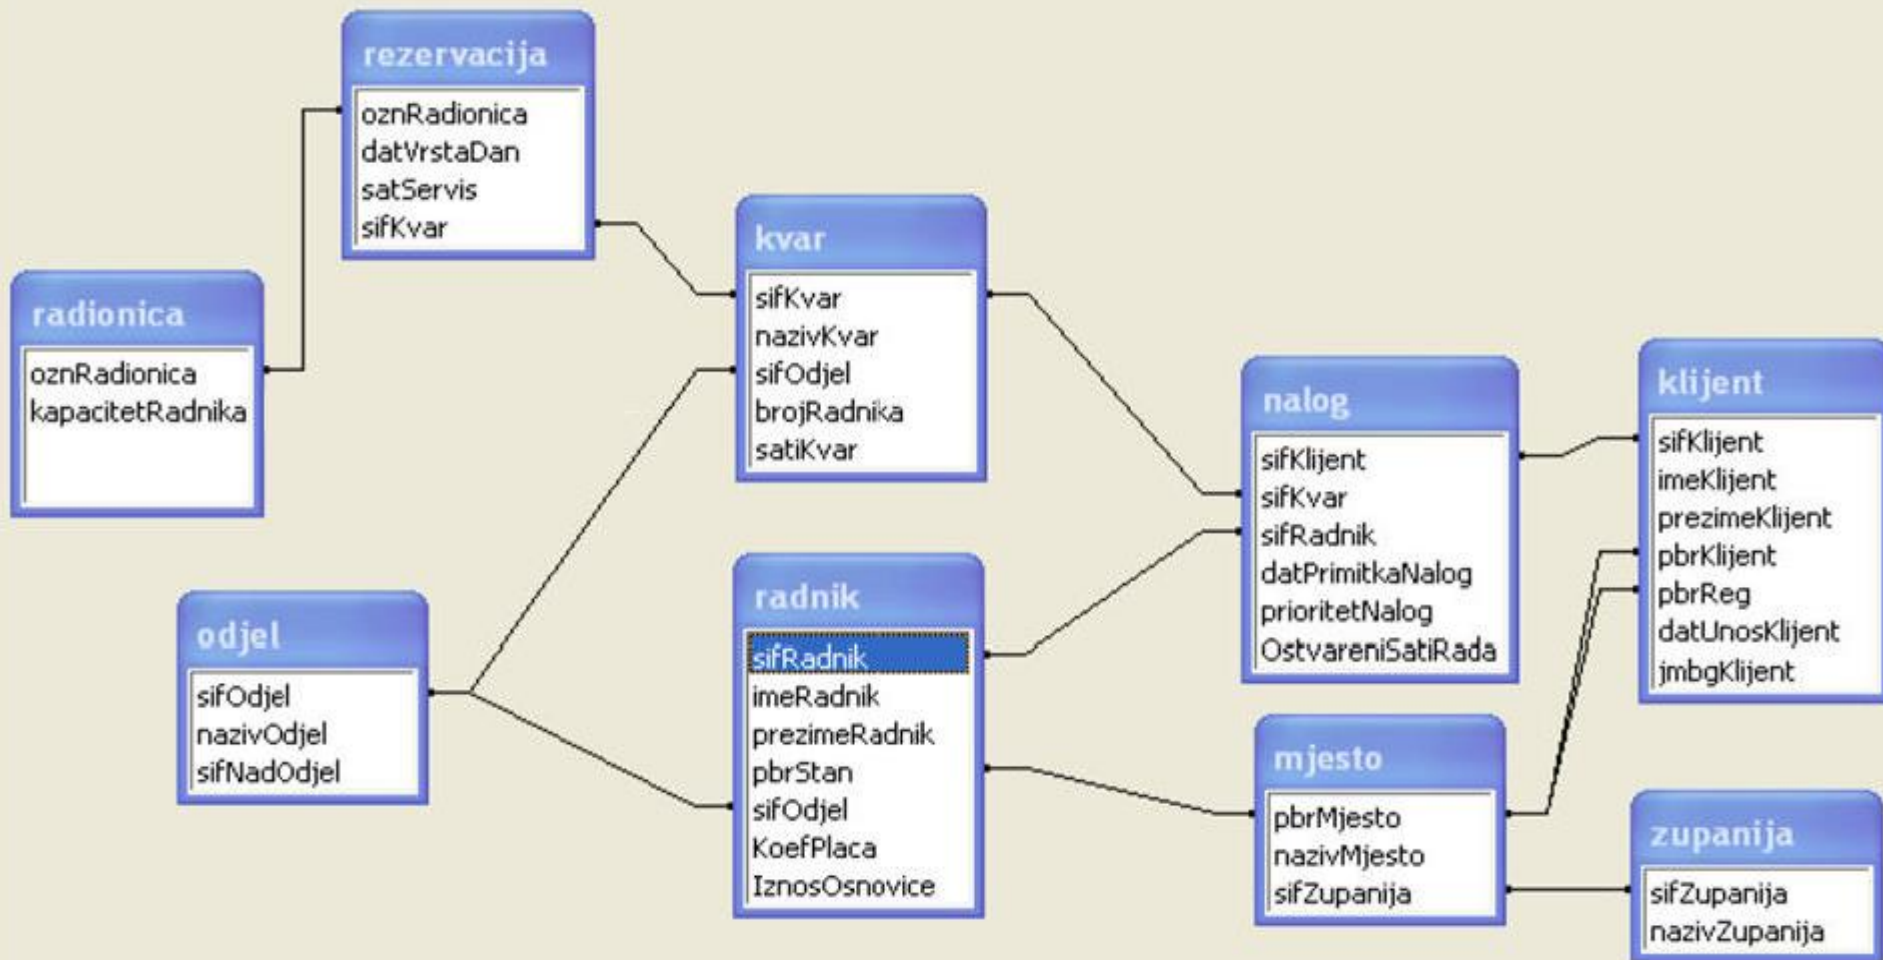 rezervacija
oznRadionica
datVrstaDan
satServis
sifKvar
radionica
oznRadionica
kapacitetRadnika
kvar
sifKvar
nazivKvar
sifOdjel
brojRadnika
satiKvar
odjel
sifOdjel
nazivOdjel
sifNadOdjel
radnik
sifRadnik
imeRadnik
prezimeRadnik
pbrStan
sifOdjel
KoefPlaca
IznosOsnovice
nalog
sifKlijent
sifKvar
sifRadnik
datPrimitkaNalog
prioritetNalog
OstvareniSatiRada
klijent
sifKlijent
imeKlijent
prezimeKlijent
pbrKlijent
pbrReg
datUnosKlijent
jmbgKlijent
mjesto
pbrMjesto
nazivMjesto
sifZupanija
zupanija
sifZupanija
nazivZupanija